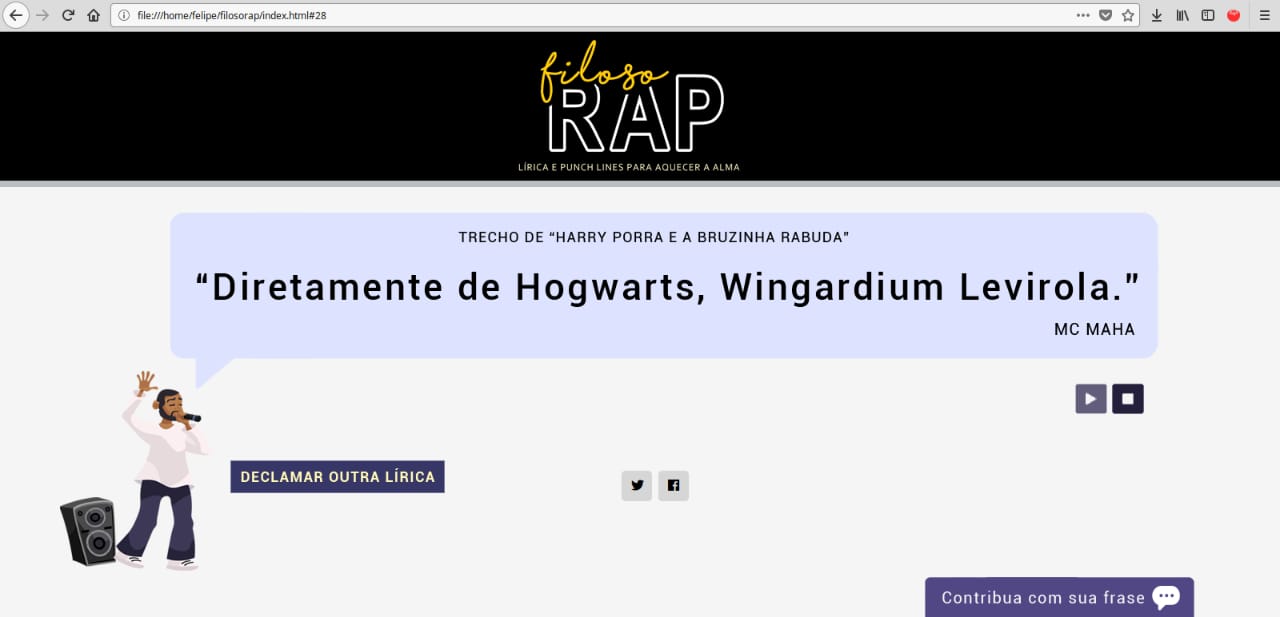 file:///home/felipe/filosorap/index.html#28
filoso
RAP
LÍRICA E PUNCH LINES PARA AQUECER A ALMA
TRECHO DE “HARRY PORRA E A BRUZINHA RABUDA”
“Diretamente de Hogwarts, Wingardium Levirola.”
MC MAHA
DECLAMAR OUTRA LÍRICA
Contribua com sua frase